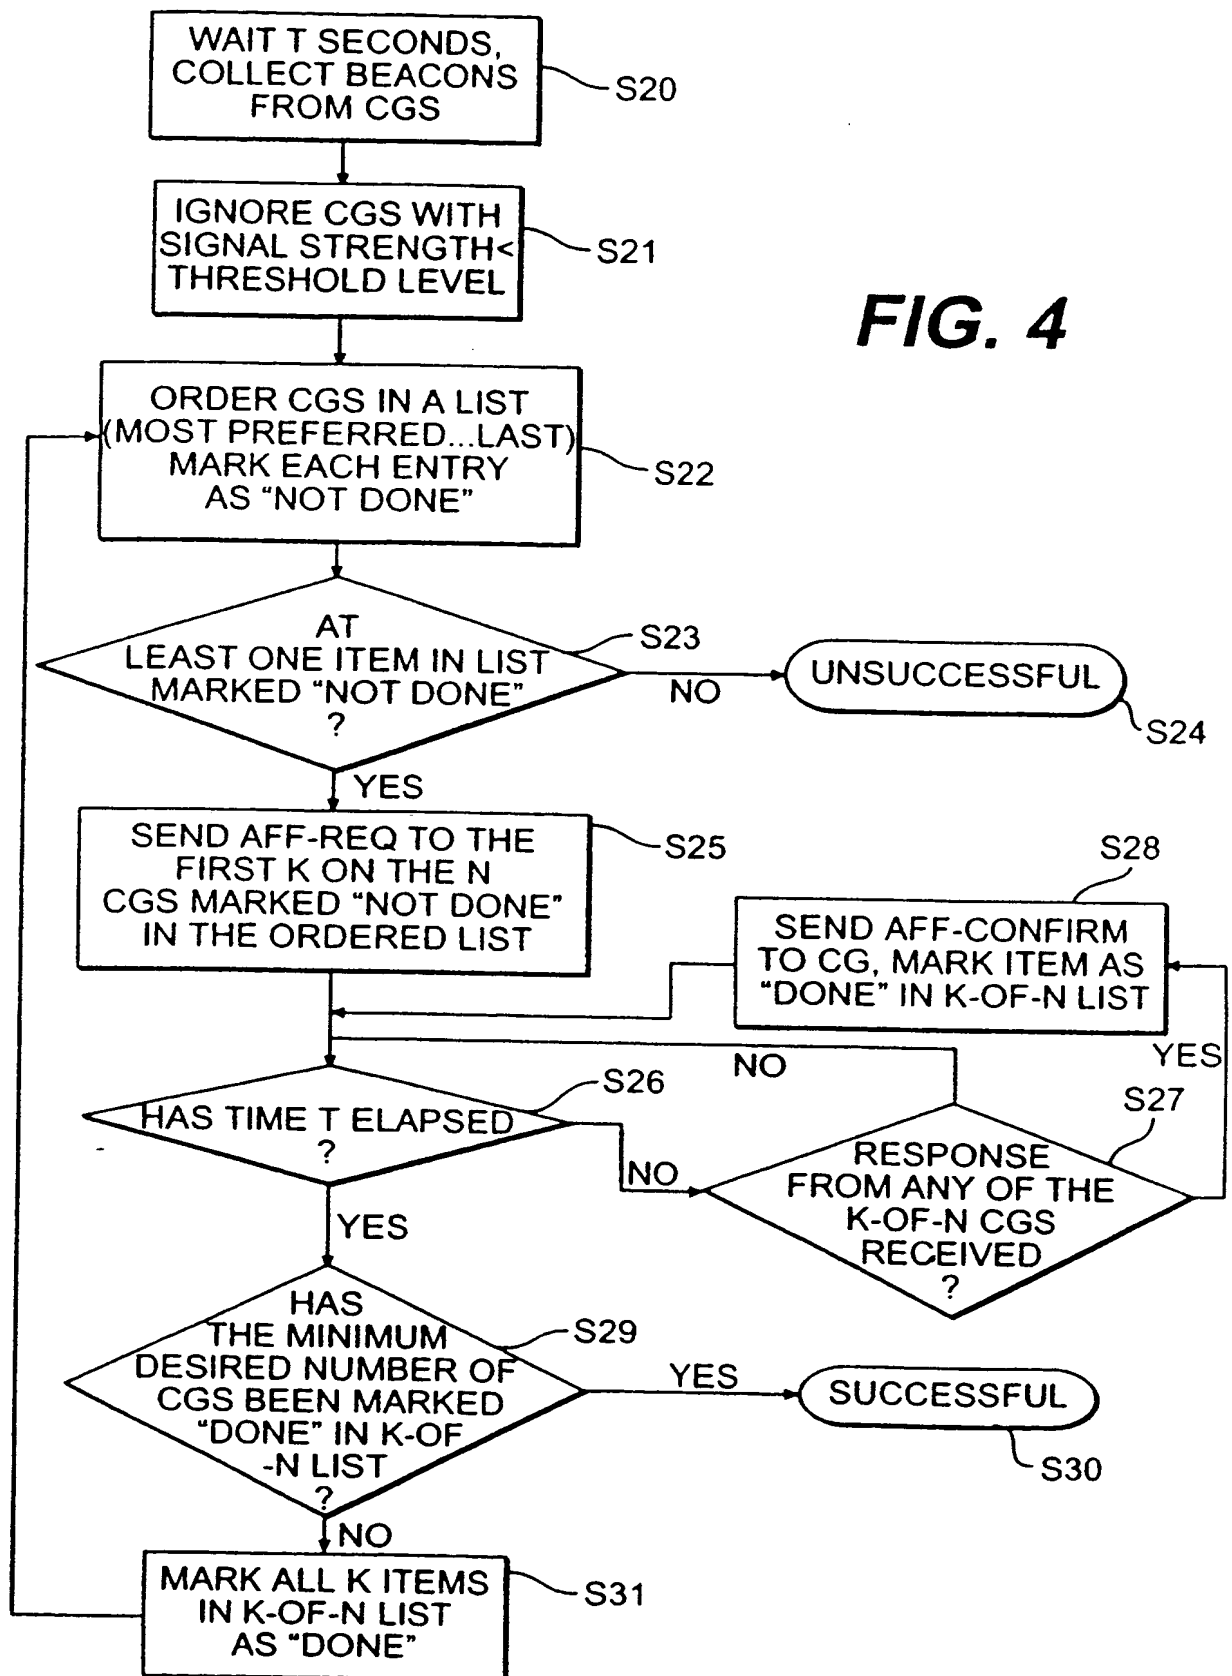 WAIT T SECONDS,
COLLECT BEACONS
FROM CGS
S20
IGNORE CGS WITH
SIGNAL STRENGTH<
THRESHOLD LEVEL
S21
FIG. 4
ORDER CGS IN A LIST
(MOST PREFERRED...LAST)
MARK EACH ENTRY
AS “NOT DONE”
S22
AT
LEAST ONE ITEM IN LIST
MARKED “NOT DONE”
?
S23
NO
UNSUCCESSFUL
S24
YES
SEND AFF-REQ TO THE
FIRST K ON THE N
CGS MARKED “NOT DONE”
IN THE ORDERED LIST
S25
S28
SEND AFF-CONFIRM
TO CG, MARK ITEM AS
“DONE” IN K-OF-N LIST
NO
YES
HAS TIME T ELAPSED
?
S26
NO
S27
RESPONSE
FROM ANY OF THE
K-OF-N CGS
RECEIVED
?
YES
HAS
THE MINIMUM
DESIRED NUMBER OF
CGS BEEN MARKED
“DONE” IN K-OF
-N LIST
?
S29
YES
SUCCESSFUL
S30
NO
MARK ALL K ITEMS
IN K-OF-N LIST
AS “DONE”
S31